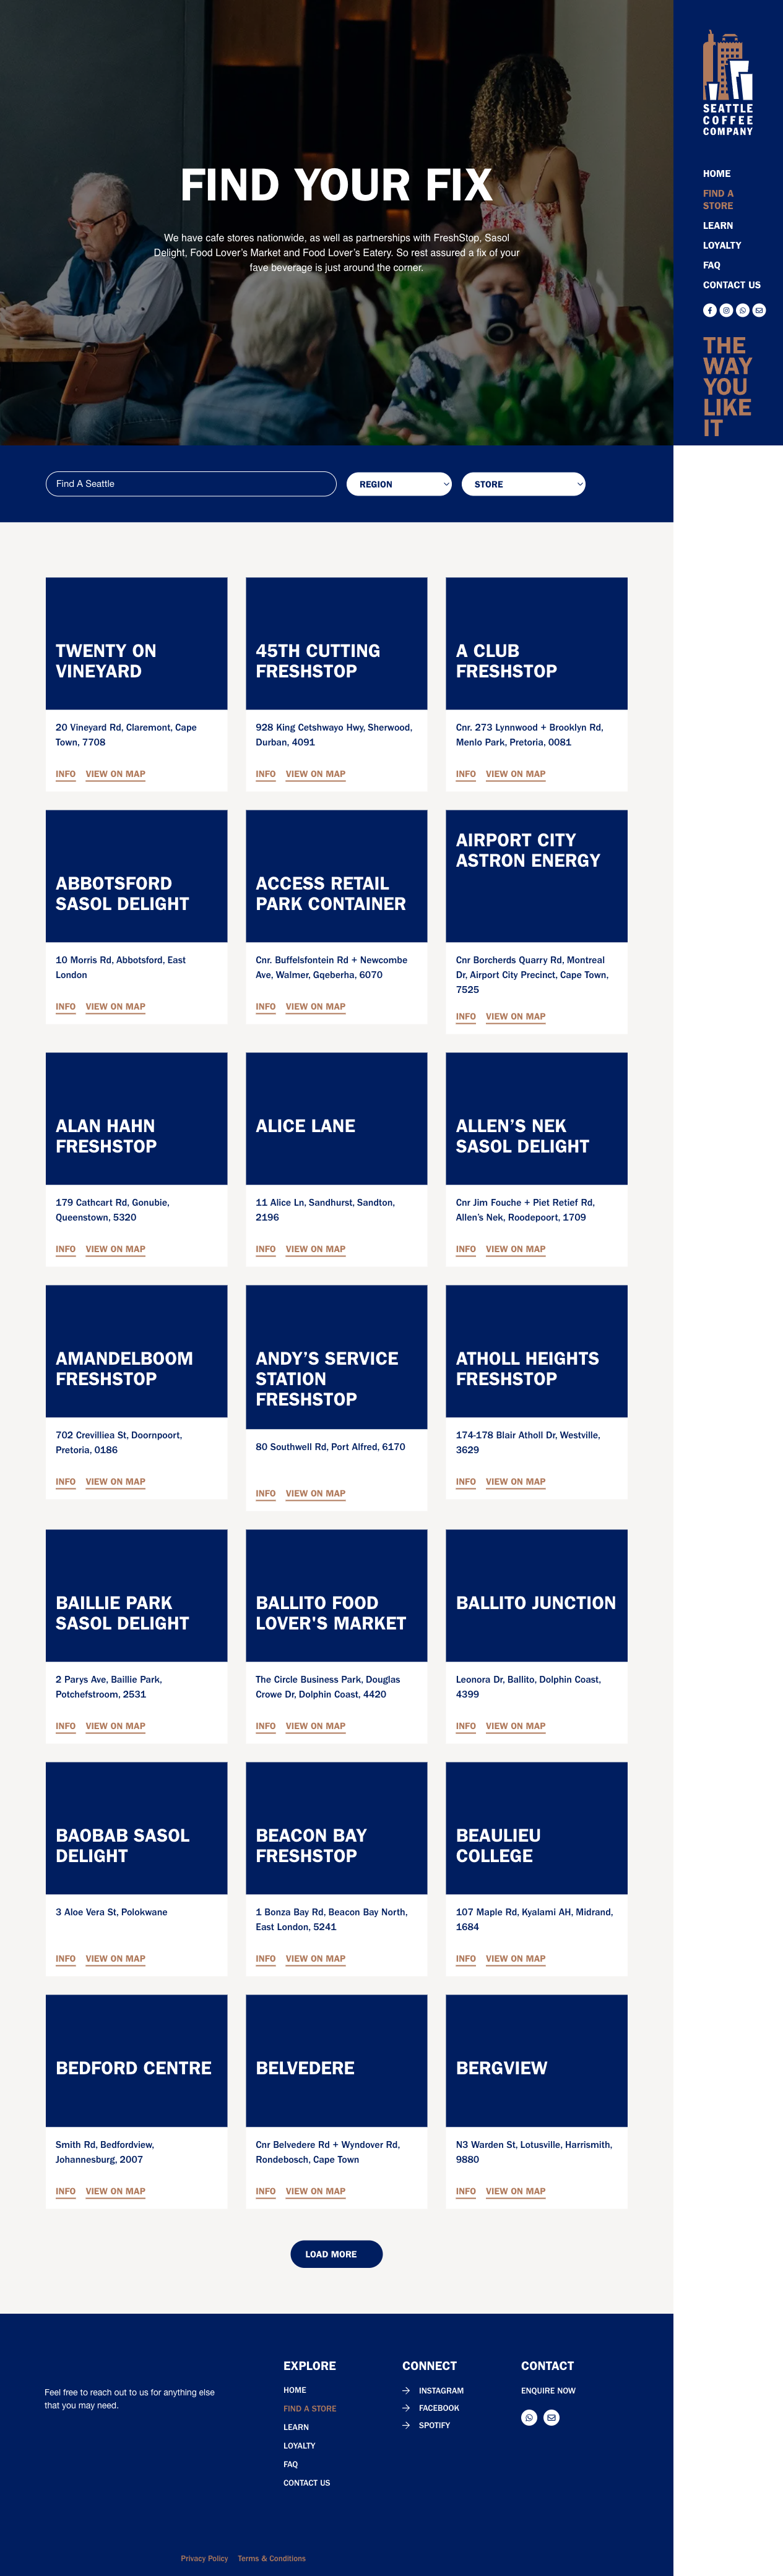 FIND YOUR FIX
We have cafe stores nationwide, as well as partnerships with FreshStop, Sasol
Delight, Food Lover’s Market and Food Lover’s Eatery. So rest assured a fix of your
fave beverage is just around the corner.
SEATTLE
COFFEE
COMPANY
HOME
FIND A
STORE
LEARN
LOYALTY
FAQ
CONTACT US
THE
WAY
YOU
LIKE
IT
Find A Seattle
REGION
STORE
TWENTY ON
VINEYARD
20 Vineyard Rd, Claremont, Cape
Town, 7708
INFO VIEW ON MAP
45TH CUTTING
FRESHSTOP
928 King Cetshwayo Hwy, Sherwood,
Durban, 4091
INFO VIEW ON MAP
A CLUB
FRESHSTOP
Cnr. 273 Lynnwood + Brooklyn Rd,
Menlo Park, Pretoria, 0081
INFO VIEW ON MAP
ABBOTSFORD
SASOL DELIGHT
10 Morris Rd, Abbotsford, East
London
INFO VIEW ON MAP
ACCESS RETAIL
PARK CONTAINER
Cnr. Buffelsfontein Rd + Newcombe
Ave, Walmer, Gqeberha, 6070
INFO VIEW ON MAP
AIRPORT CITY
ASTRON ENERGY
Cnr Borcherds Quarry Rd, Montreal
Dr, Airport City Precinct, Cape Town,
7525
INFO VIEW ON MAP
ALAN HAHN
FRESHSTOP
179 Cathcart Rd, Gonubie,
Queenstown, 5320
INFO VIEW ON MAP
ALICE LANE
11 Alice Ln, Sandhurst, Sandton,
2196
INFO VIEW ON MAP
ALLEN’S NEK
SASOL DELIGHT
Cnr Jim Fouche + Piet Retief Rd,
Allen’s Nek, Roodepoort, 1709
INFO VIEW ON MAP
AMANDELBOOM
FRESHSTOP
702 Crevilliea St, Doornpoort,
Pretoria, 0186
INFO VIEW ON MAP
ANDY’S SERVICE
STATION
FRESHSTOP
80 Southwell Rd, Port Alfred, 6170
INFO VIEW ON MAP
ATHOLL HEIGHTS
FRESHSTOP
174-178 Blair Atholl Dr, Westville,
3629
INFO VIEW ON MAP
BAILLIE PARK
SASOL DELIGHT
2 Parys Ave, Baillie Park,
Potchefstroom, 2531
INFO VIEW ON MAP
BALLITO FOOD
LOVER'S MARKET
The Circle Business Park, Douglas
Crowe Dr, Dolphin Coast, 4420
INFO VIEW ON MAP
BALLITO JUNCTION
Leonora Dr, Ballito, Dolphin Coast,
4399
INFO VIEW ON MAP
BAOBAB SASOL
DELIGHT
3 Aloe Vera St, Polokwane
INFO VIEW ON MAP
BEACON BAY
FRESHSTOP
1 Bonza Bay Rd, Beacon Bay North,
East London, 5241
INFO VIEW ON MAP
BEAULIEU
COLLEGE
107 Maple Rd, Kyalami AH, Midrand,
1684
INFO VIEW ON MAP
BEDFORD CENTRE
Smith Rd, Bedfordview,
Johannesburg, 2007
INFO VIEW ON MAP
BELVEDERE
Cnr Belvedere Rd + Wyndover Rd,
Rondebosch, Cape Town
INFO VIEW ON MAP
BERGVIEW
N3 Warden St, Lotusville, Harrismith,
9880
INFO VIEW ON MAP
LOAD MORE
Feel free to reach out to us for anything else
that you may need.
EXPLORE
HOME
FIND A STORE
LEARN
LOYALTY
FAQ
CONTACT US
CONNECT
INSTAGRAM
FACEBOOK
SPOTIFY
CONTACT
ENQUIRE NOW
Privacy Policy Terms & Conditions